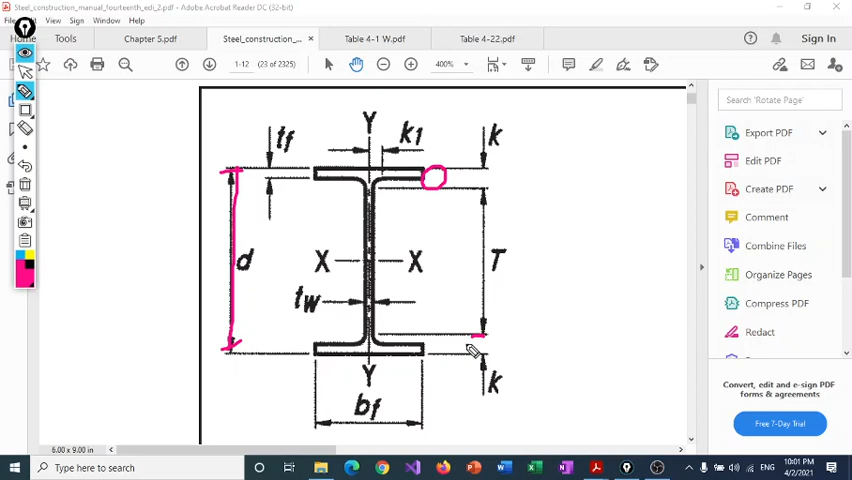 Steel_construction_manual_fourteenth_edi_2.pdf - Adobe Acrobat Reader DC (32-bit)
File Edit View Sign Window Help
Home Tools Chapter 5.pdf Steel_construction_... × Table 4-1 W.pdf Table 4-22.pdf Sign In
1-12 (23 of 2325) 400%
Search 'Rotate Page'
Export PDF
Edit PDF
Create PDF
Comment
Combine Files
Organize Pages
Compress PDF
Redact
Convert, edit and e-sign PDF
forms & agreements
Free 7-Day Trial
Y
tf
k1
k
d
X
X
T
tw
Y
k
bf
6.00 x 9.00 in
Type here to search
ENG
10:01 PM
4/2/2021